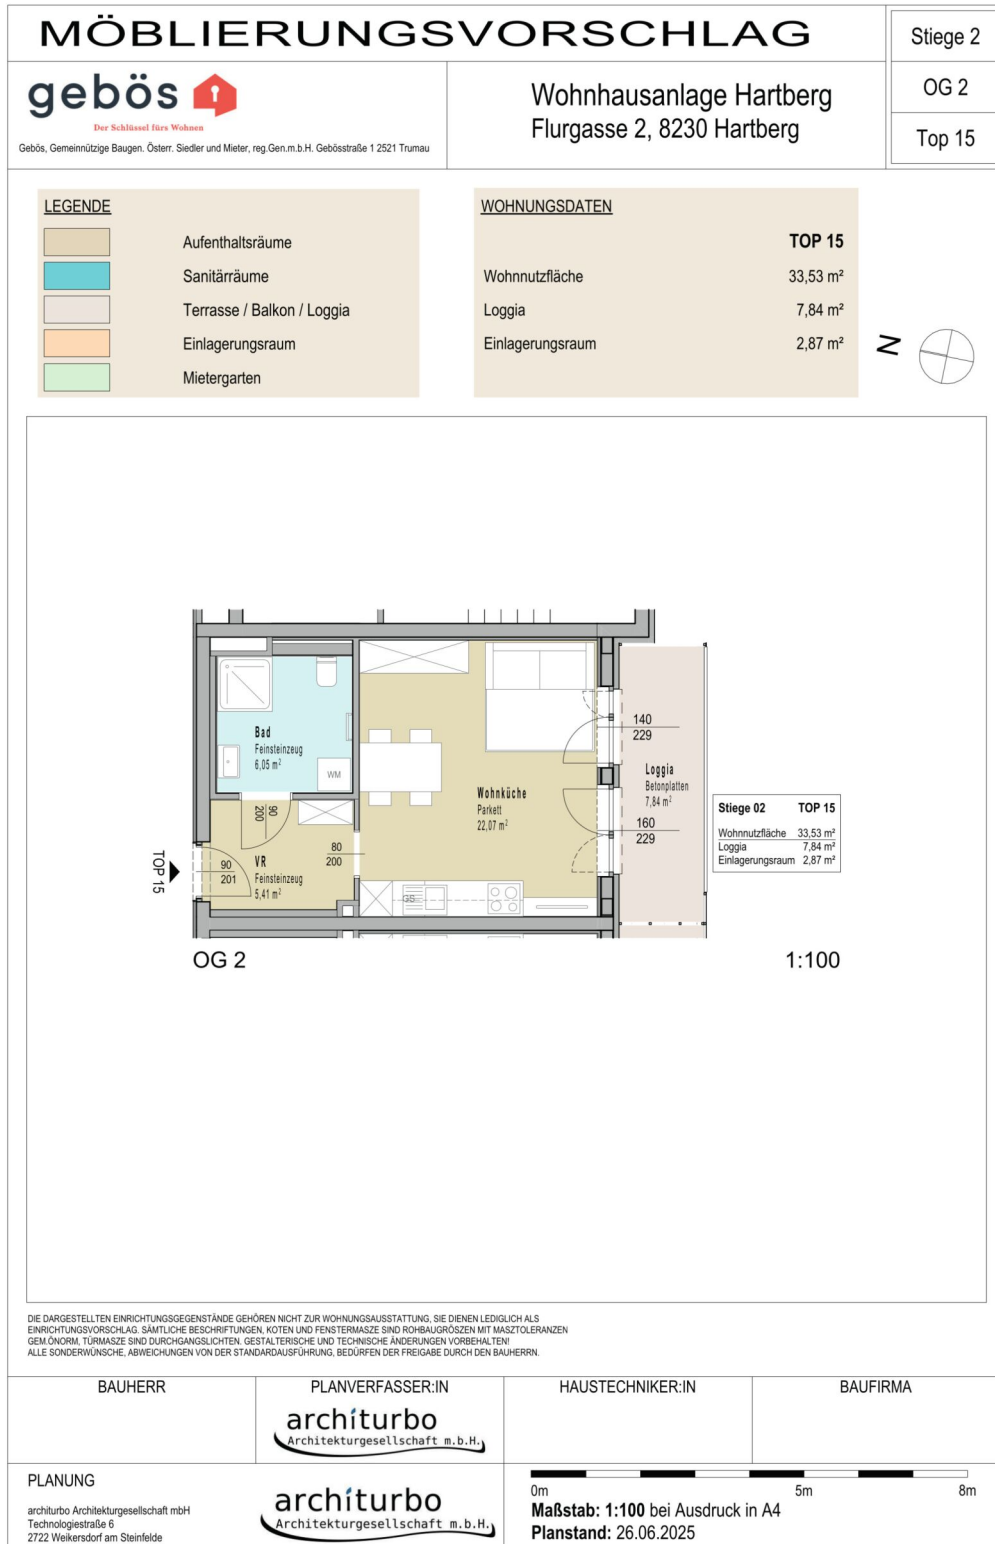 MÖBLIERUNGSVORSCHLAG
Stiege 2
OG 2
Top 15
gebös
Der Schlüssel fürs Wohnen
Gebös, Gemeinnützige Baugen. Österr. Siedler und Mieter, reg.Gen.m.b.H. Gebösstraße 1 2521 Trumau
Wohnhausanlage Hartberg
Flurgasse 2, 8230 Hartberg
LEGENDE
Aufenthaltsräume
Sanitärräume
Terrasse / Balkon / Loggia
Einlagerungsraum
Mietergarten
WOHNUNGSDATEN
TOP 15
Wohnnutzfläche 33,53 m²
Loggia 7,84 m²
Einlagerungsraum 2,87 m²
N
Bad
Feinsteinzeug
6,05 m²
WM
90
200
VR
Feinsteinzeug
5,41 m²
90
201
TOP 15
80
200
Wohnküche
Parkett
22,07 m²
GS
140
229
Loggia
Betonplatten
7,84 m²
160
229
Stiege 02 TOP 15
Wohnnutzfläche 33,53 m²
Loggia 7,84 m²
Einlagerungsraum 2,87 m²
OG 2
1:100
DIE DARGESTELLTEN EINRICHTUNGSGEGENSTÄNDE GEHÖREN NICHT ZUR WOHNUNGSAUSSTATTUNG, SIE DIENEN LEDIGLICH ALS
EINRICHTUNGSVORSCHLAG. SÄMTLICHE BESCHRIFTUNGEN, KOTEN UND FENSTERMASZE SIND ROHBAUGRÖSZEN MIT MASZTOLERANZEN
GEM.ÖNORM, TÜRMASZE SIND DURCHGANGSLICHTEN. GESTALTERISCHE UND TECHNISCHE ÄNDERUNGEN VORBEHALTEN!
ALLE SONDERWÜNSCHE, ABWEICHUNGEN VON DER STANDARDAUSFÜHRUNG, BEDÜRFEN DER FREIGABE DURCH DEN BAUHERRN.
BAUHERR
PLANVERFASSER:IN
architurbo
Architekturgesellschaft m.b.H.
HAUSTECHNIKER:IN
BAUFIRMA
PLANUNG
architurbo Architekturgesellschaft mbH
Technologiestraße 6
2722 Weikersdorf am Steinfelde
architurbo
Architekturgesellschaft m.b.H.
0m 5m 8m
Maßstab: 1:100 bei Ausdruck in A4
Planstand: 26.06.2025